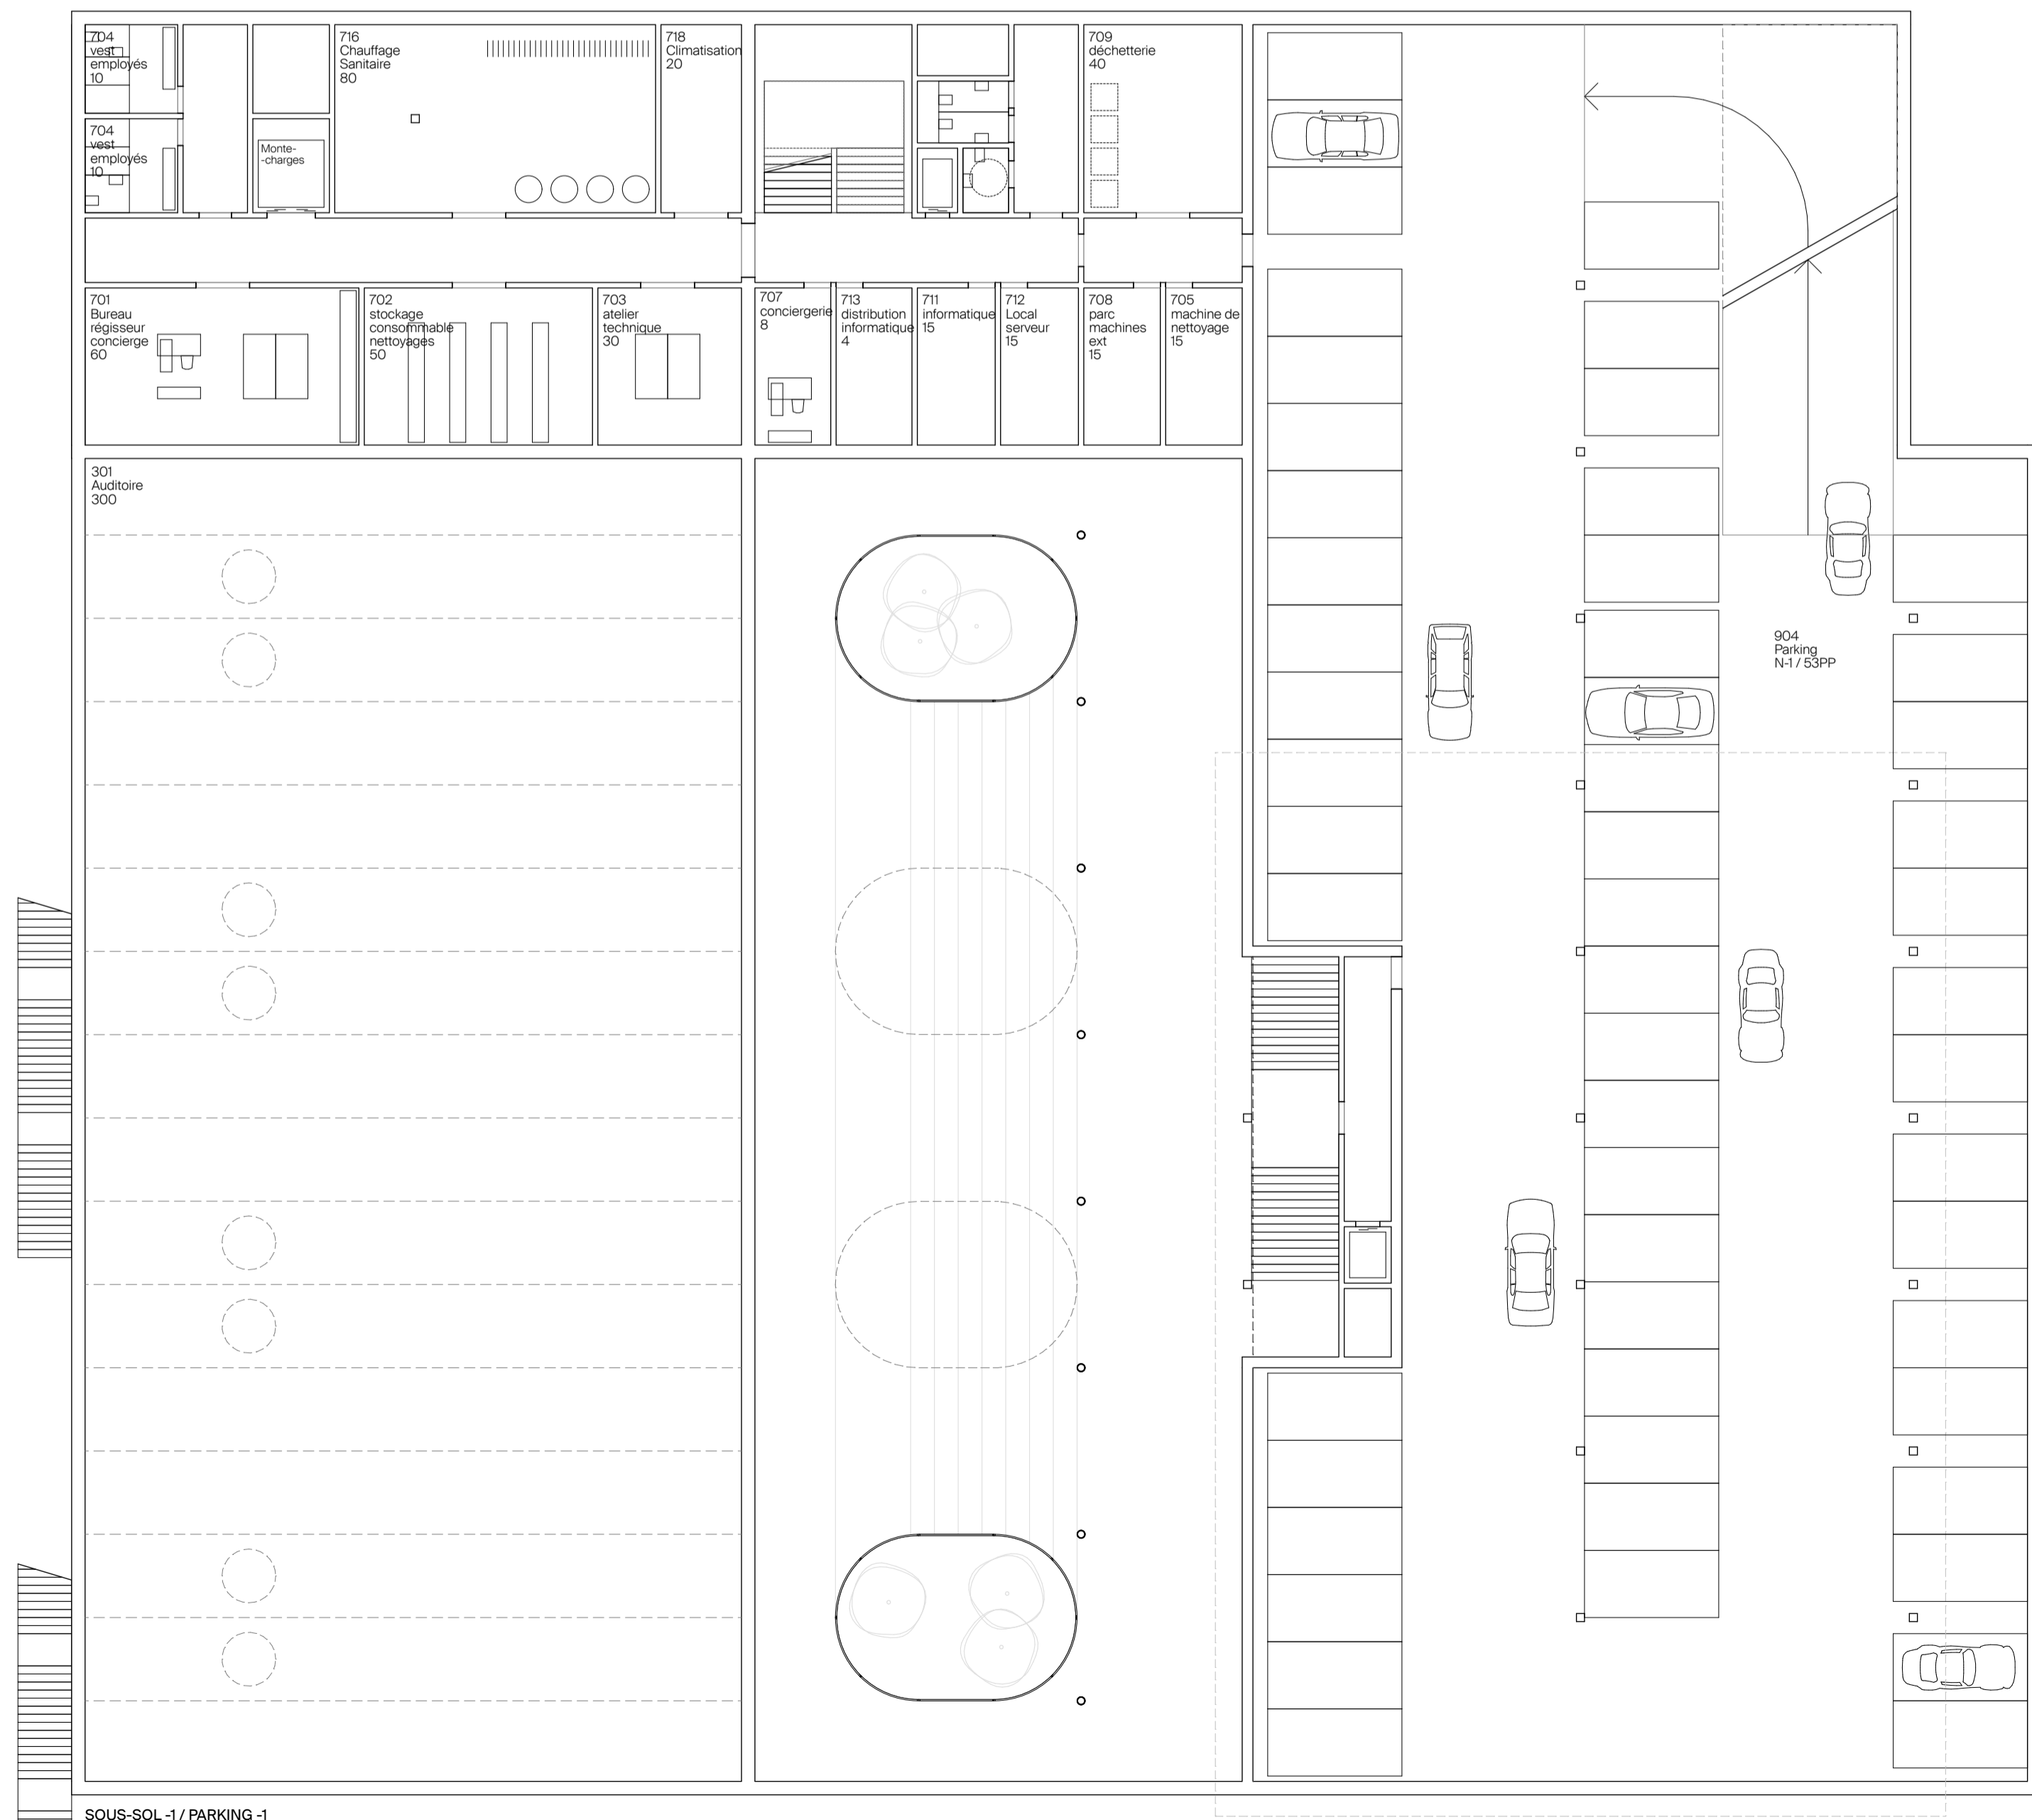 704
vest
employés
10
716
Chauffage
Sanitaire
80
718
Climatisation
20
709
déchetterie
40
704
vest
employés
10
Monte-
-charges
701
Bureau
régisseur
concierge
60
702
stockage
consommable
nettoyages
50
703
atelier
technique
30
707
conciergerie
8
713
distribution
informatique
4
711
informatique
15
712
Local
serveur
15
708
parc
machines
ext
15
705
machine de
nettoyage
15
301
Auditoire
300
904
Parking
N-1 / 53PP
SOUS-SOL -1 / PARKING -1